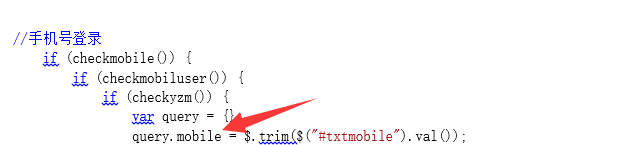 //手机号登录
if (checkmobile()) {
if (checkmobiluser()) {
if (checkyzm()) {
var query = {}
query.mobile = $.trim($("#txtmobile").val());